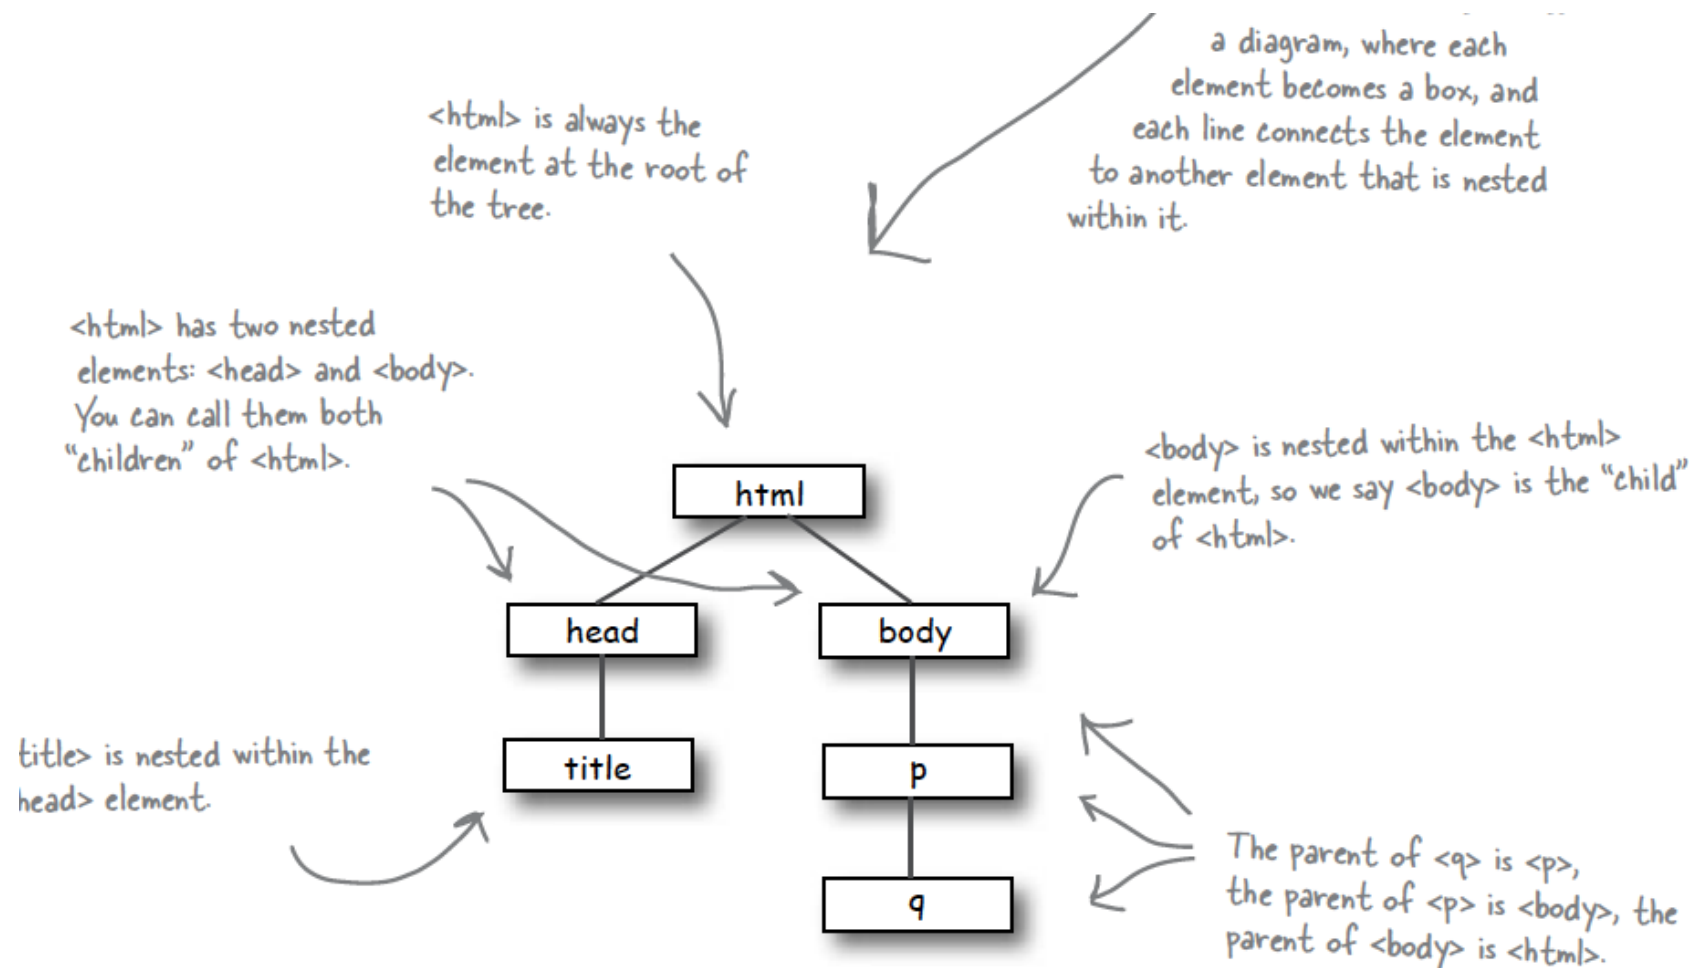 a diagram, where each
element becomes a box, and
each line connects the element
to another element that is nested
within it.
<html> is always the
element at the root of
the tree.
<html> has two nested
elements: <head> and <body>.
You can call them both
“children” of <html>.
<body> is nested within the <html>
element, so we say <body> is the “child”
of <html>.
html
head
body
title> is nested within the
head> element.
title
p
q
The parent of <q> is <p>,
the parent of <p> is <body>, the
parent of <body> is <html>.